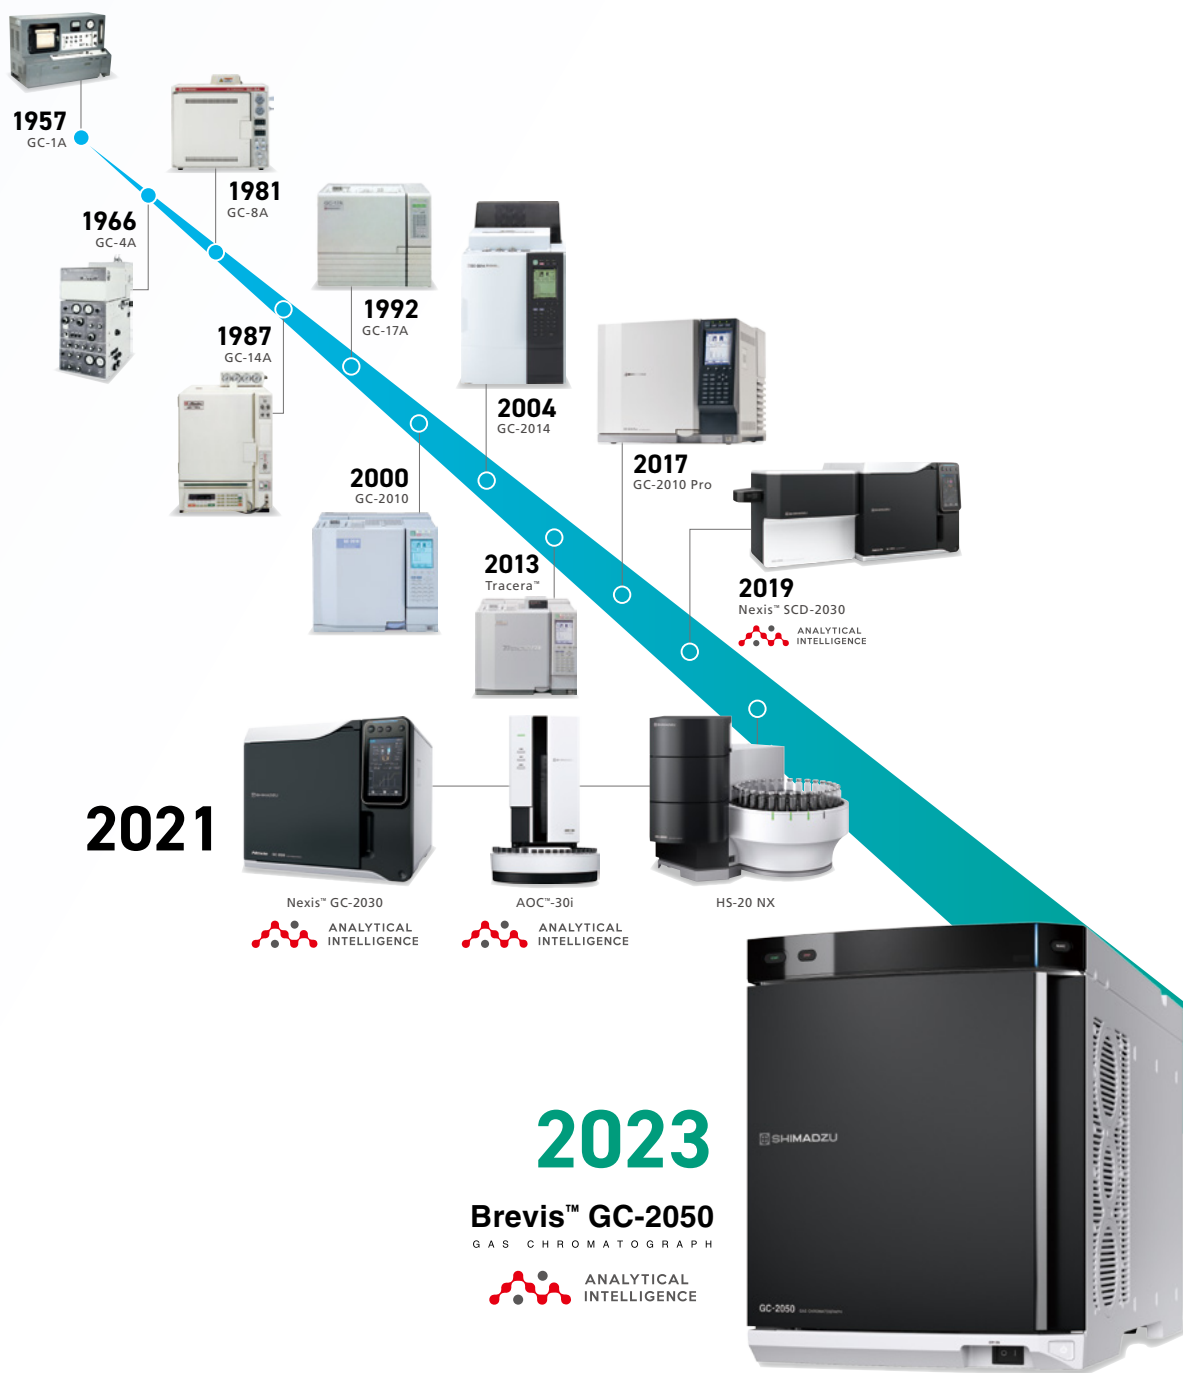 1957
GC-1A
1966
GC-4A
1981
GC-8A
1987
GC-14A
1992
GC-17A
2000
GC-2010
2004
GC-2014
2013
Tracera™
2017
GC-2010 Pro
2019
Nexis™ SCD-2030
ANALYTICAL
INTELLIGENCE
2021
SHIMADZU
Nexis™ GC-2030
ANALYTICAL
INTELLIGENCE
AOC™-30i
ANALYTICAL
INTELLIGENCE
HS-20 NX
2023
Brevis™ GC-2050
GAS CHROMATOGRAPH
ANALYTICAL
INTELLIGENCE
SHIMADZU
GC-2050